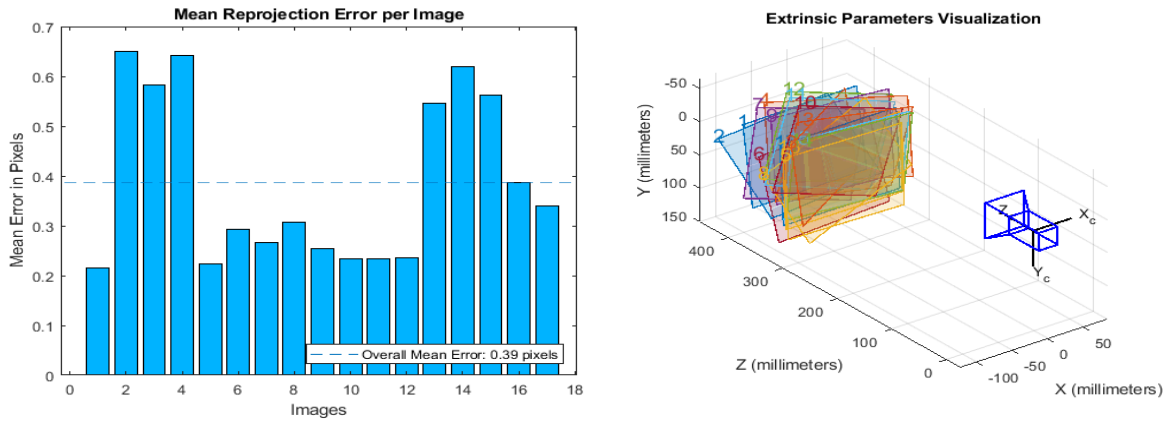 Mean Reprojection Error per Image
Mean Error in Pixels
0.7
0.6
0.5
0.4
0.3
0.2
0.1
0
Overall Mean Error: 0.39 pixels
0 2 4 6 8 10 12 14 16 18
Images
Extrinsic Parameters Visualization
Y (millimeters)
-50
0
50
100
150
12
7
4
10
9
1
2
6
5
8
Z
X_c
Y_c
400
300
200
100
0
Z (millimeters)
-100 -50 0 50
X (millimeters)